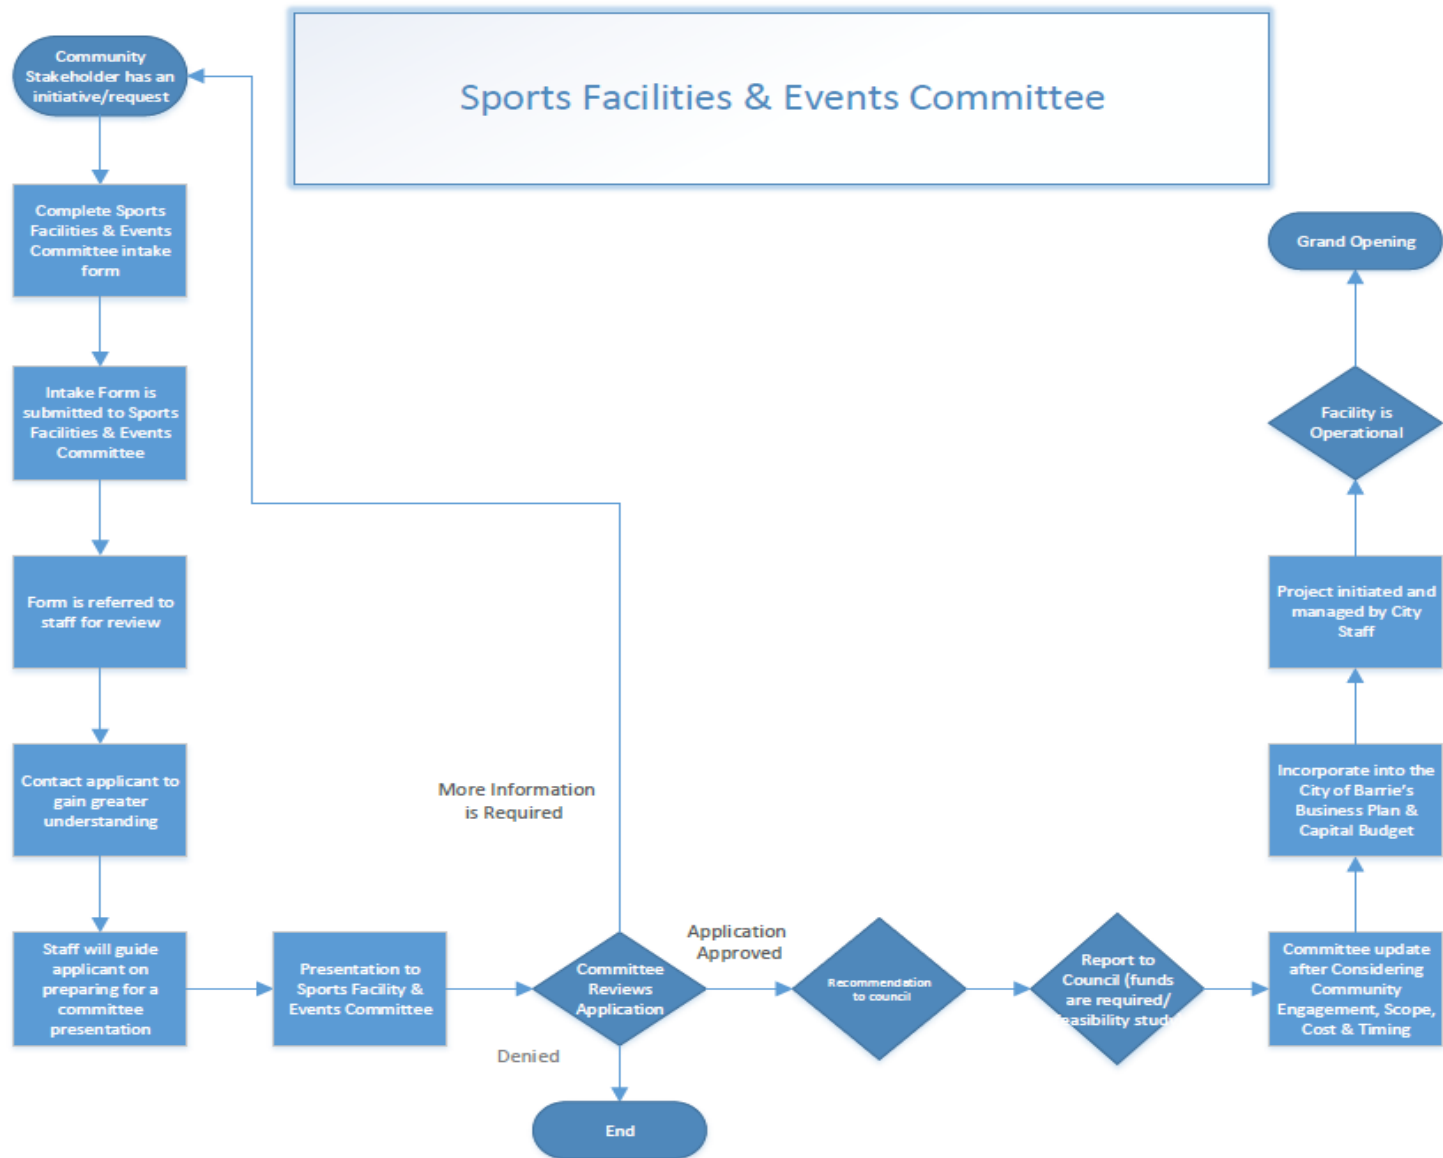 Sports Facilities & Events Committee
Community
Stakeholder has an
initiative/request
Complete Sports
Facilities & Events
Committee intake
form
Intake Form is
submitted to Sports
Facilities & Events
Committee
Form is referred to
staff for review
Contact applicant to
gain greater
understanding
Staff will guide
applicant on
preparing for a
committee
presentation
Presentation to
Sports Facility &
Events Committee
Committee
Reviews
Application
More Information
is Required
Denied
End
Application
Approved
Recommendation
to council
Report to
Council (funds
are required/
feasibility study
Committee update
after Considering
Community
Engagement, Scope,
Cost & Timing
Incorporate into the
City of Barrie's
Business Plan &
Capital Budget
Project initiated and
managed by City
Staff
Facility is
Operational
Grand Opening